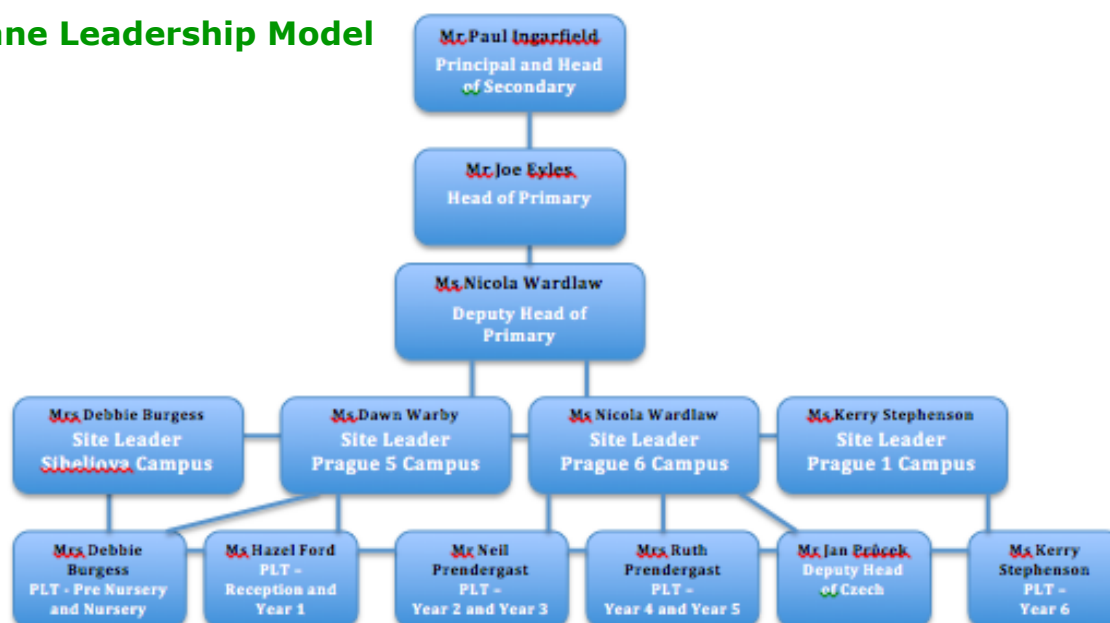 ane Leadership Model
Mr. Paul Ingarfield
Principal and Head
of Secondary
Mr. Joe Eyles
Head of Primary
Ms. Nicola Wardlaw
Deputy Head of
Primary
Mrs Debbie Burgess
Site Leader
Sibeliova Campus
Ms. Dawn Warby
Site Leader
Prague 5 Campus
Ms Nicola Wardlaw
Site Leader
Prague 6 Campus
Ms. Kerry Stephenson
Site Leader
Prague 1 Campus
Mrs Debbie
Burgess
PLT - Pre Nursery
and Nursery
Ms Hazel Ford
PLT –
Reception and
Year 1
Mr Neil
Prendergast
PLT –
Year 2 and Year 3
Mrs Ruth
Prendergast
PLT –
Year 4 and Year 5
Mr Jan Průcek
Deputy Head
of Czech
Ms Kerry
Stephenson
PLT –
Year 6